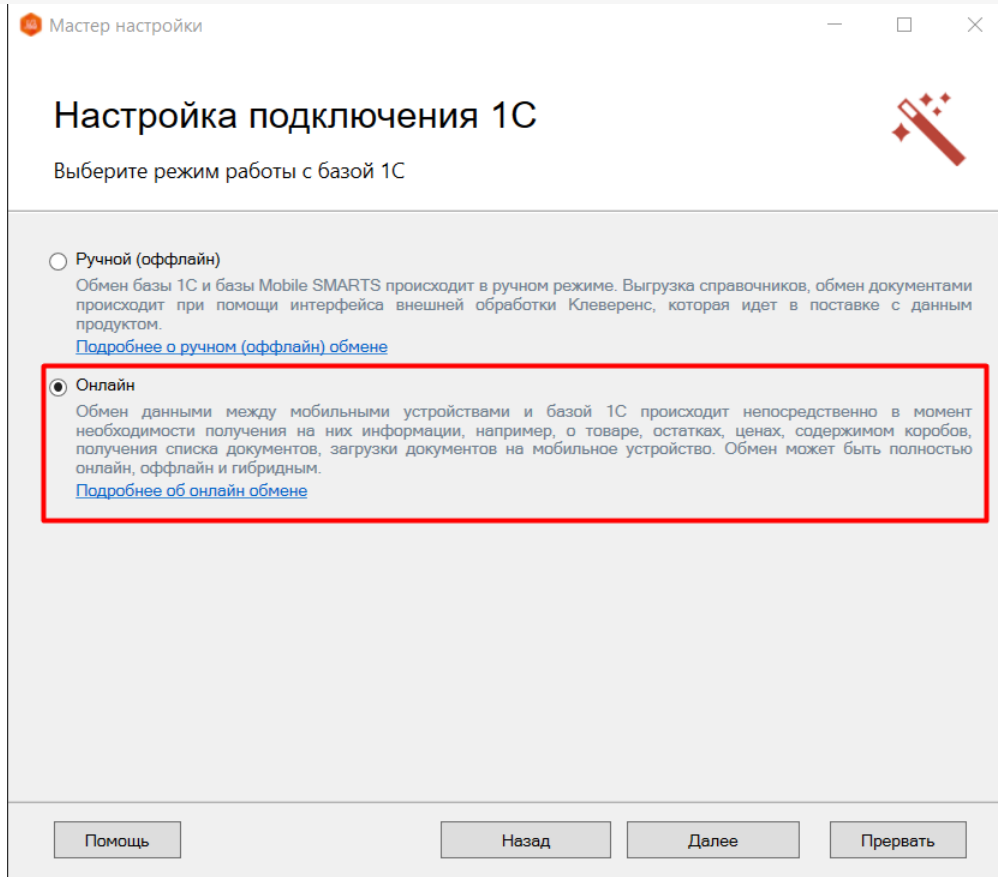 Мастер настройки
Настройка подключения 1С
Выберите режим работы с базой 1С
Ручной (оффлайн)
Обмен базы 1С и базы Mobile SMARTS происходит в ручном режиме. Выгрузка справочников, обмен документами
происходит при помощи интерфейса внешней обработки Клеверенс, которая идет в поставке с данным
продуктом.
Подробнее о ручном (оффлайн) обмене
Онлайн
Обмен данными между мобильными устройствами и базой 1С происходит непосредственно в момент
необходимости получения на них информации, например, о товаре, остатках, ценах, содержимом коробов,
получения списка документов, загрузки документов на мобильное устройство. Обмен может быть полностью
онлайн, оффлайн и гибридным.
Подробнее об онлайн обмене
Помощь
Назад
Далее
Прервать